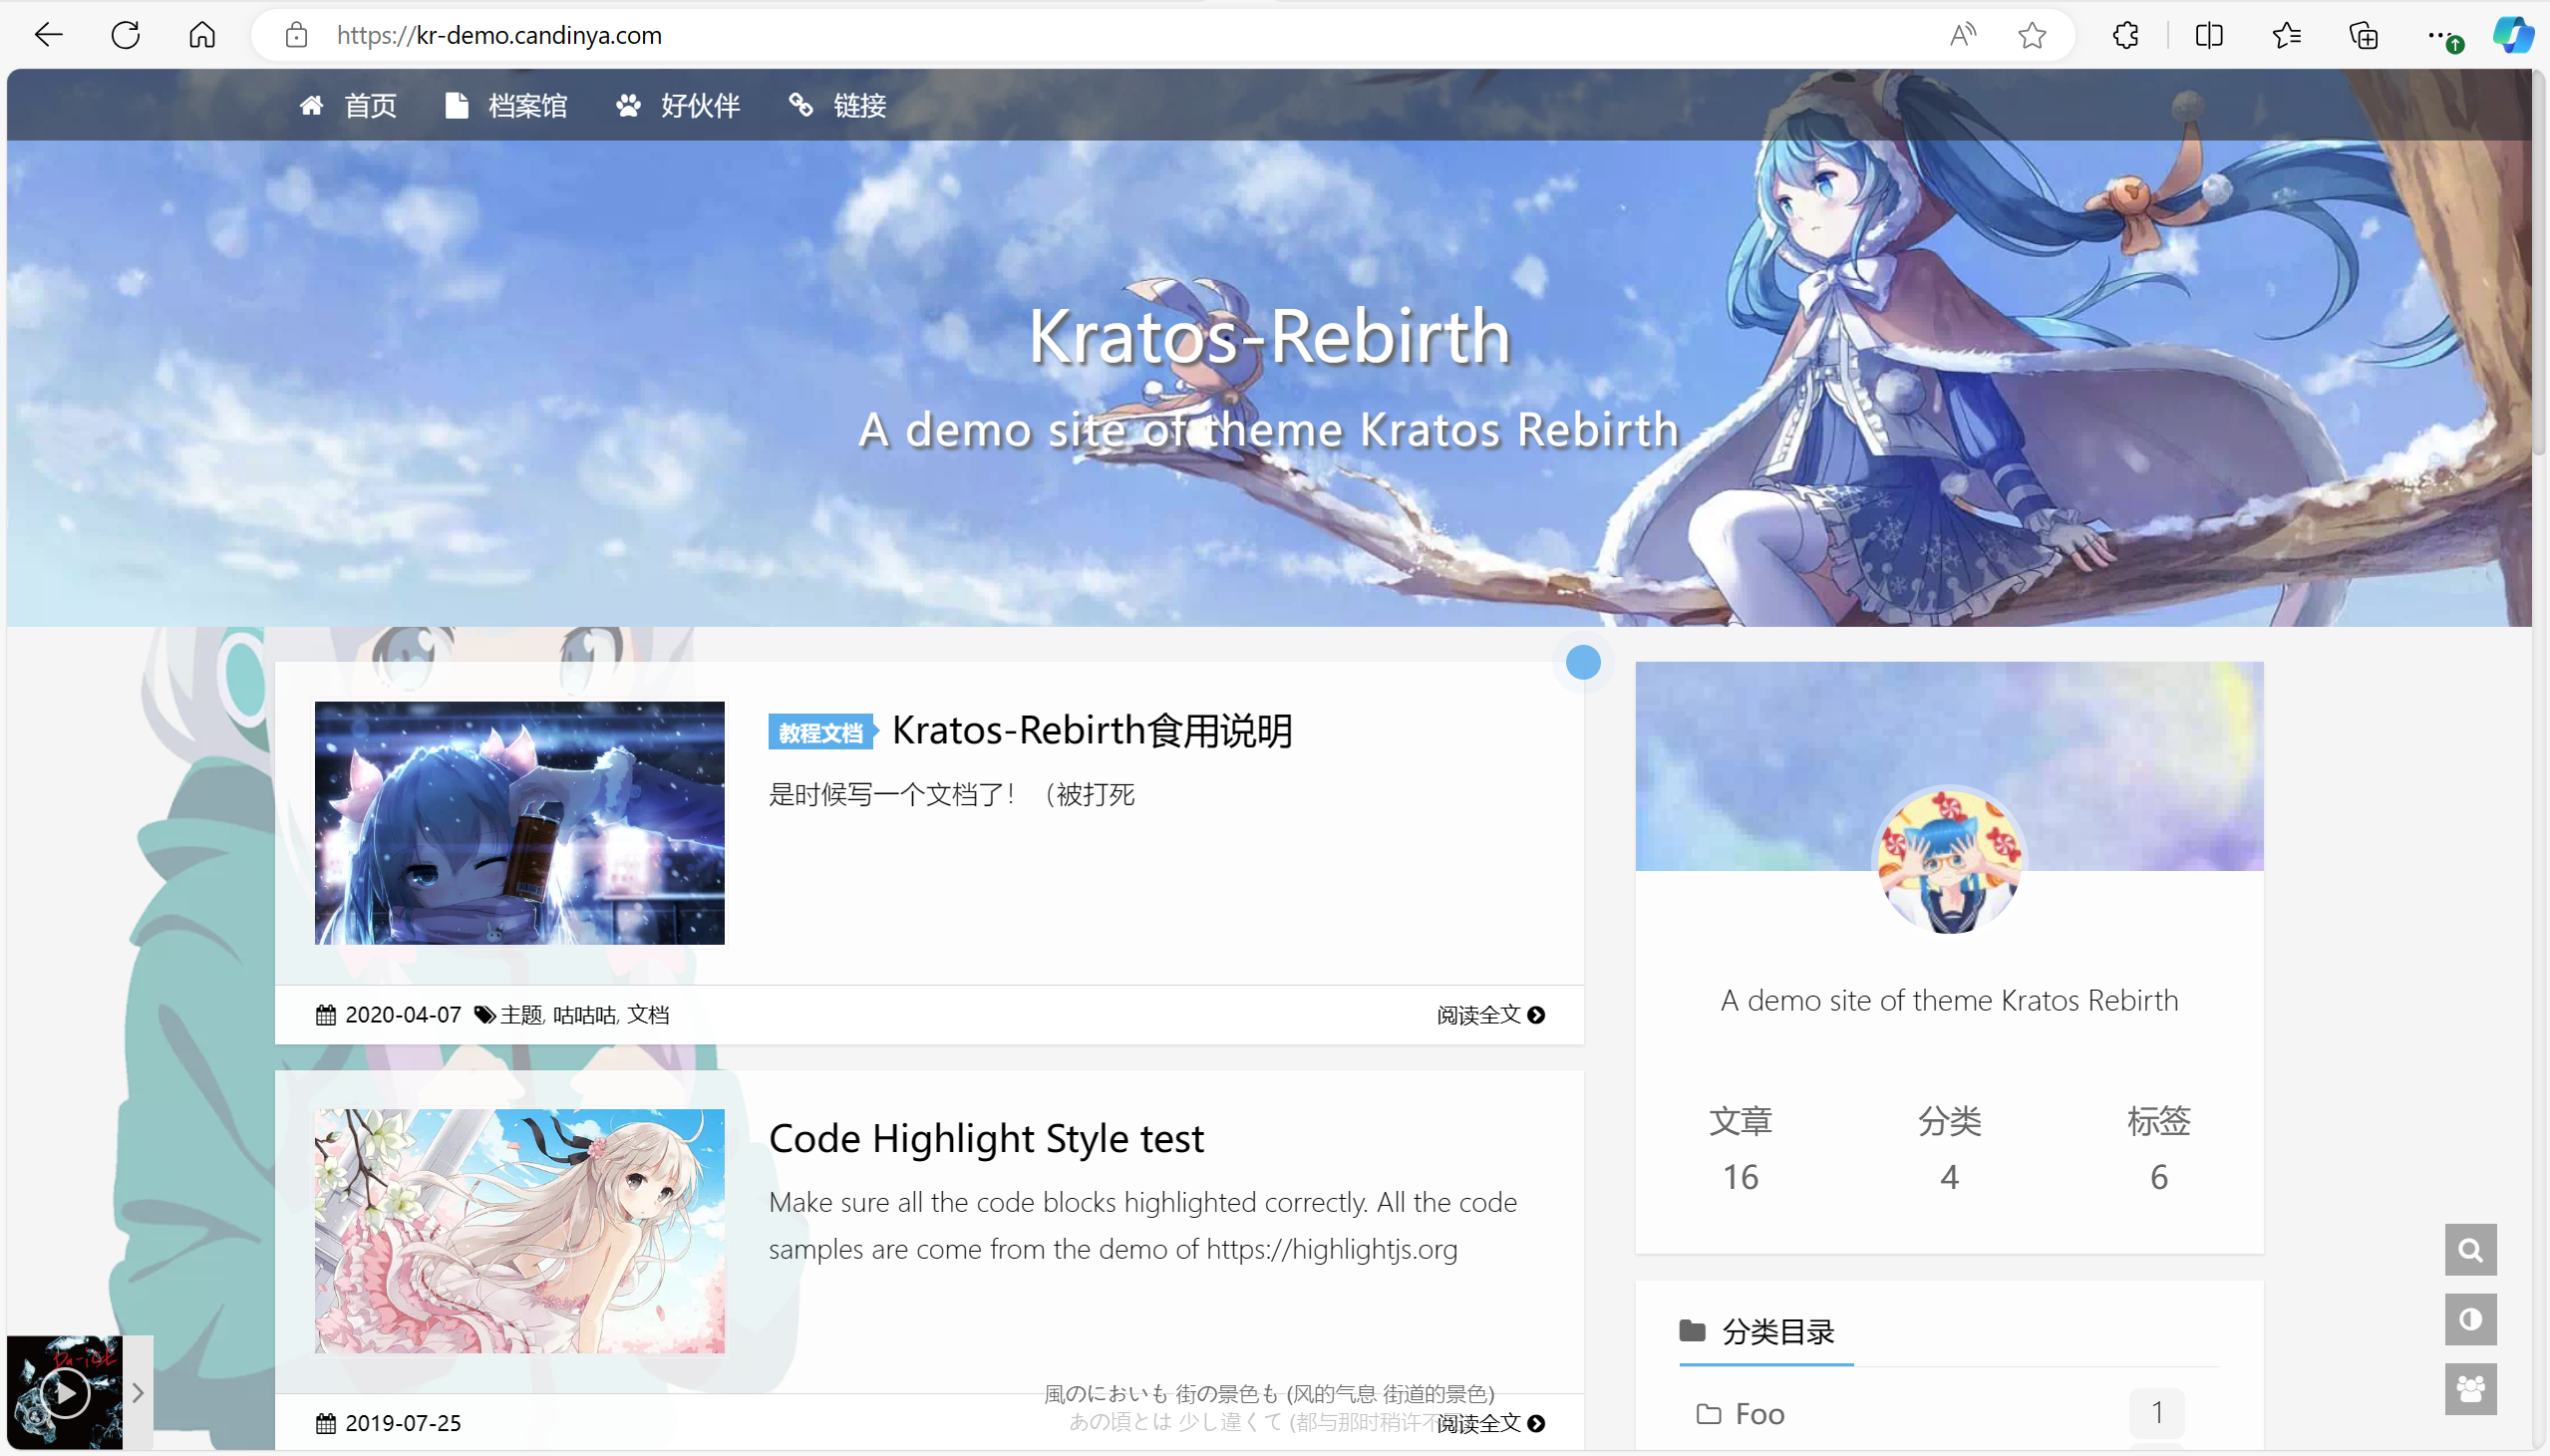 https://kr-demo.candinya.com
首页 档案馆 好伙伴 链接
Kratos-Rebirth
A demo site of theme Kratos Rebirth
教程文档 Kratos-Rebirth食用说明
是时候写一个文档了！（被打死
2020-04-07 主题, 咕咕咕, 文档
阅读全文
Code Highlight Style test
Make sure all the code blocks highlighted correctly. All the code
samples are come from the demo of https://highlightjs.org
2019-07-25
阅读全文
風のにおいも 街の景色も (风的气息 街道的景色)
あの頃とは 少し違くて (都与那时稍许不
A demo site of theme Kratos Rebirth
文章 分类 标签
16 4 6
分类目录
Foo 1